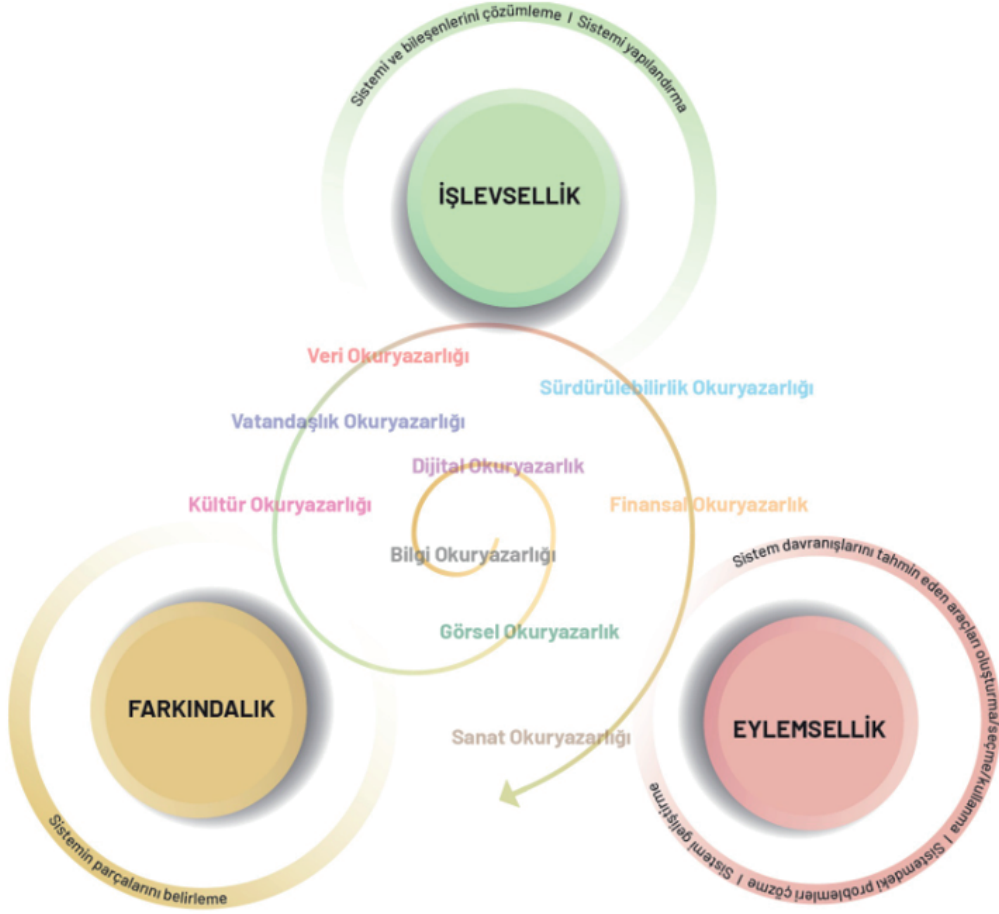 Sistemi ve bileşenlerini çözümleme I Sistemi yapılandırma
İŞLEVSELLİK
Veri Okuryazarlığı
Sürdürülebilirlik Okuryazarlığı
Vatandaşlık Okuryazarlığı
Dijital Okuryazarlık
Kültür Okuryazarlığı
Finansal Okuryazarlık
Bilgi Okuryazarlığı
Görsel Okuryazarlık
Sanat Okuryazarlığı
FARKINDALIK
Sistemin parçalarını belirleme
EYLEMSELLİK
Sistem davranışlarını tahmin eden araçları oluşturma/seçme/kullanma I Sistemdeki problemleri çözme I Sistemi geliştirme